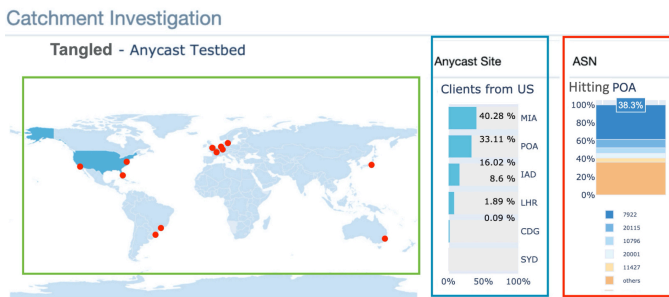 Catchment Investigation
Tangled - Anycast Testbed
Anycast Site
Clients from US
40.28 % MIA
33.11 % POA
16.02 %
8.6 % IAD
1.89 % LHR
0.09 %
CDG
SYD
0% 50% 100%
ASN
Hitting POA
100%
38.3%
80%
60%
40%
20%
0%
7922
20115
10796
20001
11427
others